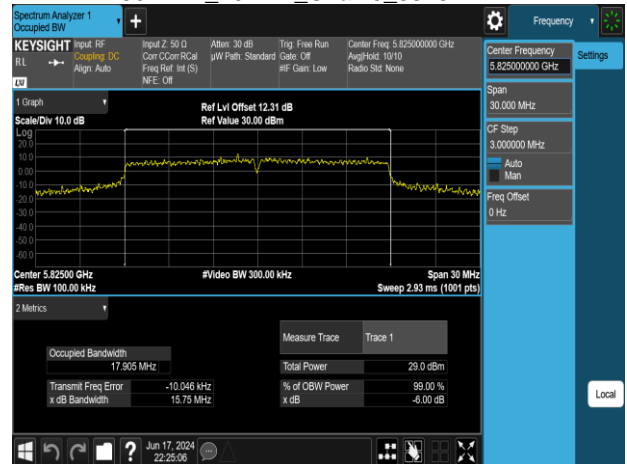 Spectrum Analyzer 1
Occupied BW
Frequency
KEYSIGHT
RL
Align: Auto
Input: RF
Coupling: DC
Input Z: 50 Ω
Corr CCorr RCal
Freq Ref: Int (S)
NFE: Off
Atten: 30 dB
µW Path: Standard
Trig: Free Run
Gate: Off
#IF Gain: Low
Center Freq: 5.825000000 GHz
Avg|Hold: 10/10
Radio Std: None
Center Frequency
5.825000000 GHz
Settings
Span
30.000 MHz
CF Step
3.000000 MHz
Auto
Man
Freq Offset
0 Hz
Local
1 Graph
Scale/Div 10.0 dB
Ref Lvl Offset 12.31 dB
Ref Value 30.00 dBm
Log
20.0
10.0
0.00
-10.0
-20.0
-30.0
-40.0
-50.0
-60.0
Center 5.82500 GHz
#Video BW 300.00 kHz
Span 30 MHz
#Res BW 100.00 kHz
Sweep 2.93 ms (1001 pts)
2 Metrics
Measure Trace
Trace 1
Occupied Bandwidth
17.905 MHz
Total Power
29.0 dBm
Transmit Freq Error
-10.046 kHz
% of OBW Power
99.00 %
x dB Bandwidth
15.75 MHz
x dB
-6.00 dB
?
Jun 17, 2024
22:25:06